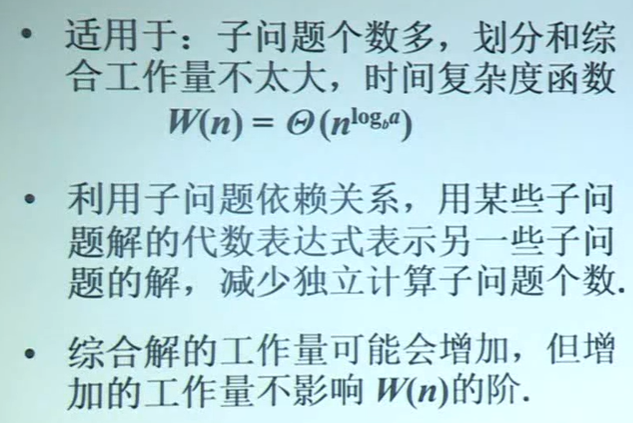 • 适用于：子问题个数多，划分和综
合工作量不太大，时间复杂度函数
W(n) = Θ(n^{log_b a})
• 利用子问题依赖关系，用某些子问
题解的代数表达式表示另一些子问
题的解，减少独立计算子问题个数.
• 综合解的工作量可能会增加，但增
加的工作量不影响 W(n)的阶.